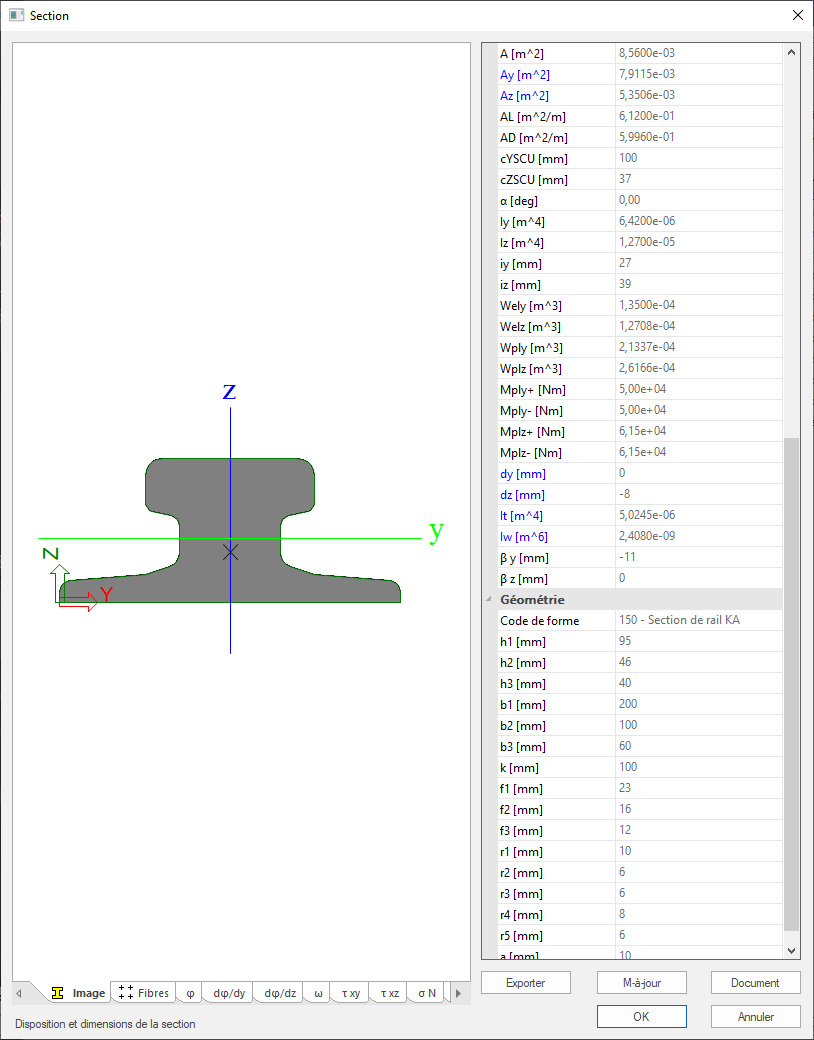 Section
A [m^2] 8,5600e-03
Ay [m^2] 7,9115e-03
Az [m^2] 5,3506e-03
AL [m^2/m] 6,1200e-01
AD [m^2/m] 5,9960e-01
cYSCU [mm] 100
cZSCU [mm] 37
α [deg] 0,00
Iy [m^4] 6,4200e-06
Iz [m^4] 1,2700e-05
iy [mm] 27
iz [mm] 39
Wely [m^3] 1,3500e-04
Welz [m^3] 1,2708e-04
Wply [m^3] 2,1337e-04
Wplz [m^3] 2,6166e-04
Mply+ [Nm] 5,00e+04
Mply- [Nm] 5,00e+04
Mplz+ [Nm] 6,15e+04
Mplz- [Nm] 6,15e+04
dy [mm] 0
dz [mm] -8
It [m^4] 5,0245e-06
Iw [m^6] 2,4080e-09
β y [mm] -11
β z [mm] 0
Géométrie
Code de forme 150 - Section de rail KA
h1 [mm] 95
h2 [mm] 46
h3 [mm] 40
b1 [mm] 200
b2 [mm] 100
b3 [mm] 60
k [mm] 100
f1 [mm] 23
f2 [mm] 16
f3 [mm] 12
r1 [mm] 10
r2 [mm] 6
r3 [mm] 6
r4 [mm] 8
r5 [mm] 6
a [mm] 10
z
y
Z
Y
Image Fibres φ dφ/dy dφ/dz ω τ xy τ xz σ N
Exporter M-à-jour Document
OK Annuler
Disposition et dimensions de la section